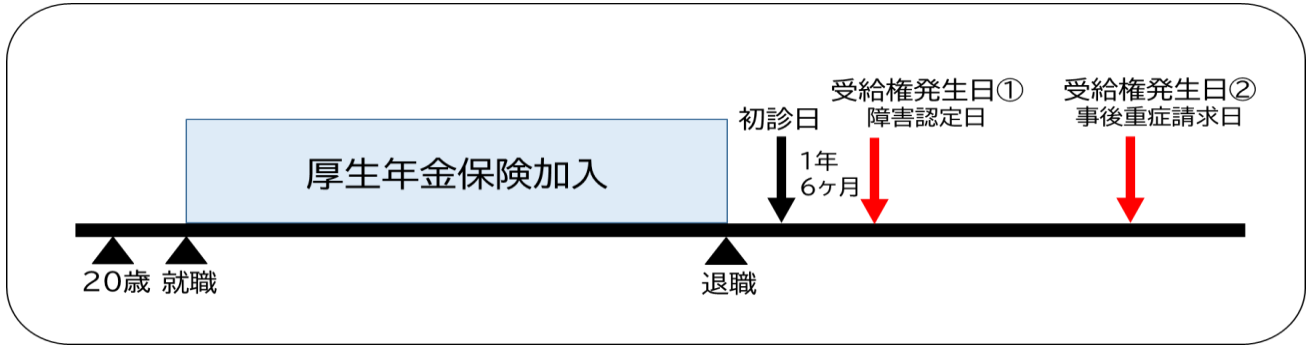 受給権発生日①
障害認定日
受給権発生日②
事後重症請求日
初診日
1年
6ヶ月
厚生年金保険加入
20歳
就職
退職